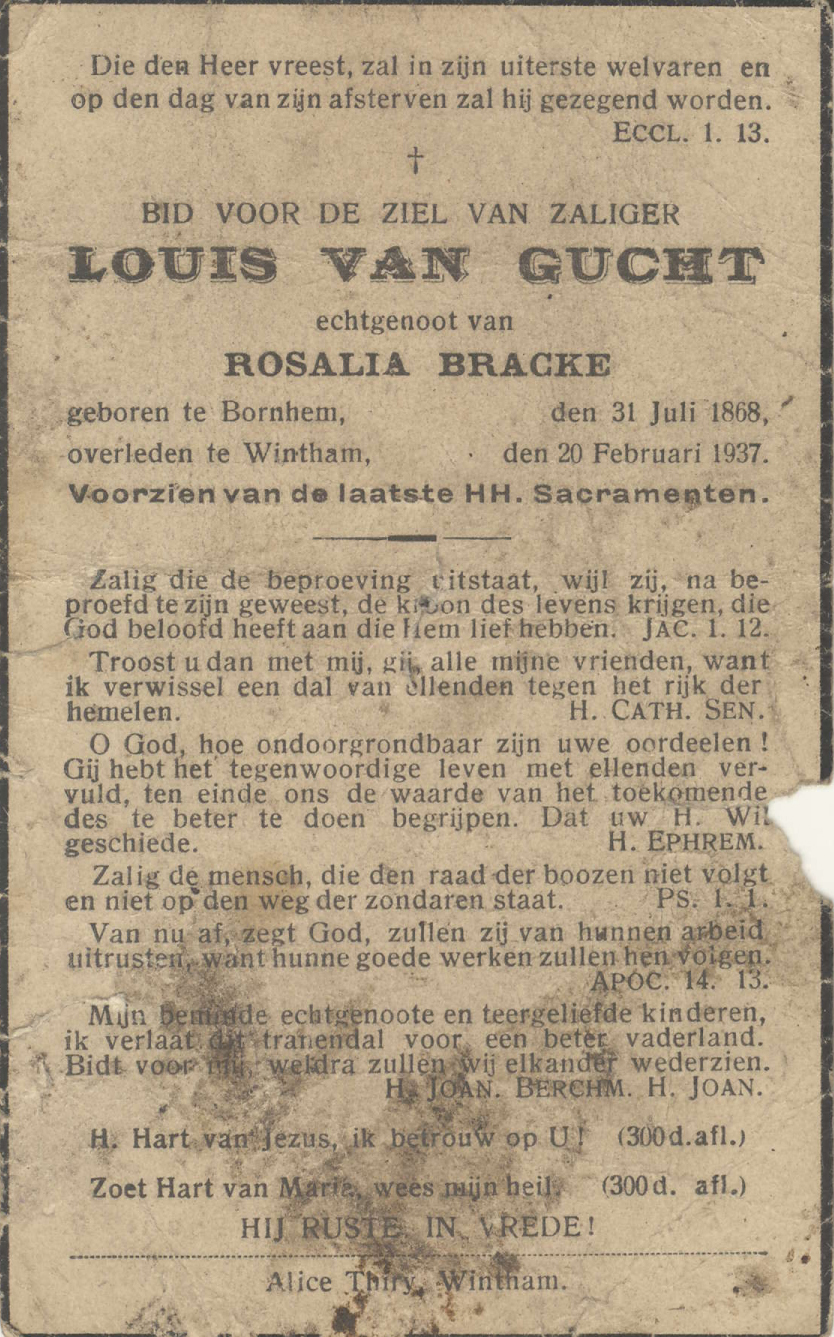 Die den Heer vreest, zal in zijn uiterste welvaren en
op den dag van zijn afsterven zal hij gezegend worden.
ECCL. 1. 13.
†
BID VOOR DE ZIEL VAN ZALIGER
LOUIS VAN GUCHT
echtgenoot van
ROSALIA BRACKE
geboren te Bornhem, den 31 Juli 1868,
overleden te Wintham, den 20 Februari 1937.
Voorzien van de laatste HH. Sacramenten.
Zalig die de beproeving uitstaat, wijl zij, na be-
proefd te zijn geweest, de kroon des levens krijgen, die
God beloofd heeft aan die Hem lief hebben. JAC. 1. 12.
Troost u dan met mij, gij, alle mijne vrienden, want
ik verwissel een dal van ellenden tegen het rijk der
hemelen. H. CATH. SEN.
O God, hoe ondoorgrondbaar zijn uwe oordeelen !
Gij hebt het tegenwoordige leven met ellenden ver-
vuld, ten einde ons de waarde van het toekomende
des te beter te doen begrijpen. Dat uw H. Wil
geschiede. H. EPHREM.
Zalig de mensch, die den raad der boozen niet volgt
en niet op den weg der zondaren staat. PS. 1. 1.
Van nu af, zegt God, zullen zij van hunnen arbeid
uitrusten, want hunne goede werken zullen hen volgen.
APOC. 14. 13.
Mijn beminde echtgenoote en teergeliefde kinderen,
ik verlaat dit tranendal voor een beter vaderland.
Bidt voor mij, weldra zullen wij elkander wederzien.
H. JOAN. BERCHM. H. JOAN.
H. Hart van Jezus, ik betrouw op U! (300 d. afl.)
Zoet Hart van Maria, wees mijn heil. (300 d. afl.)
HIJ RUSTE IN VREDE!
Alice Thiry, Wintham.